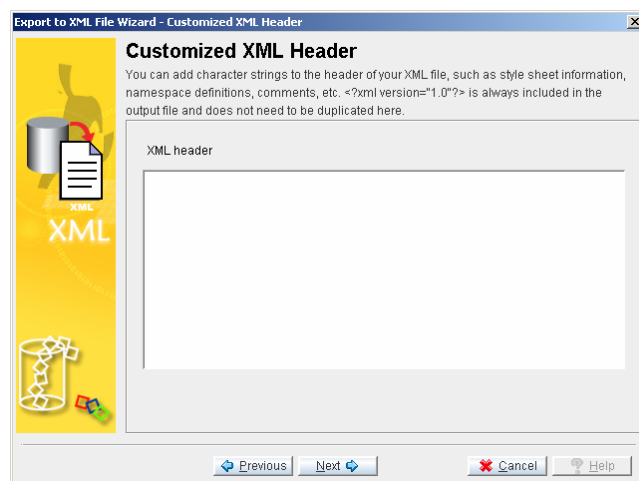 Export to XML File Wizard - Customized XML Header
Customized XML Header
You can add character strings to the header of your XML file, such as style sheet information,
namespace definitions, comments, etc. <?xml version="1.0"?> is always included in the
output file and does not need to be duplicated here.
XML header
XML
XML
Previous
Next
Cancel
Help